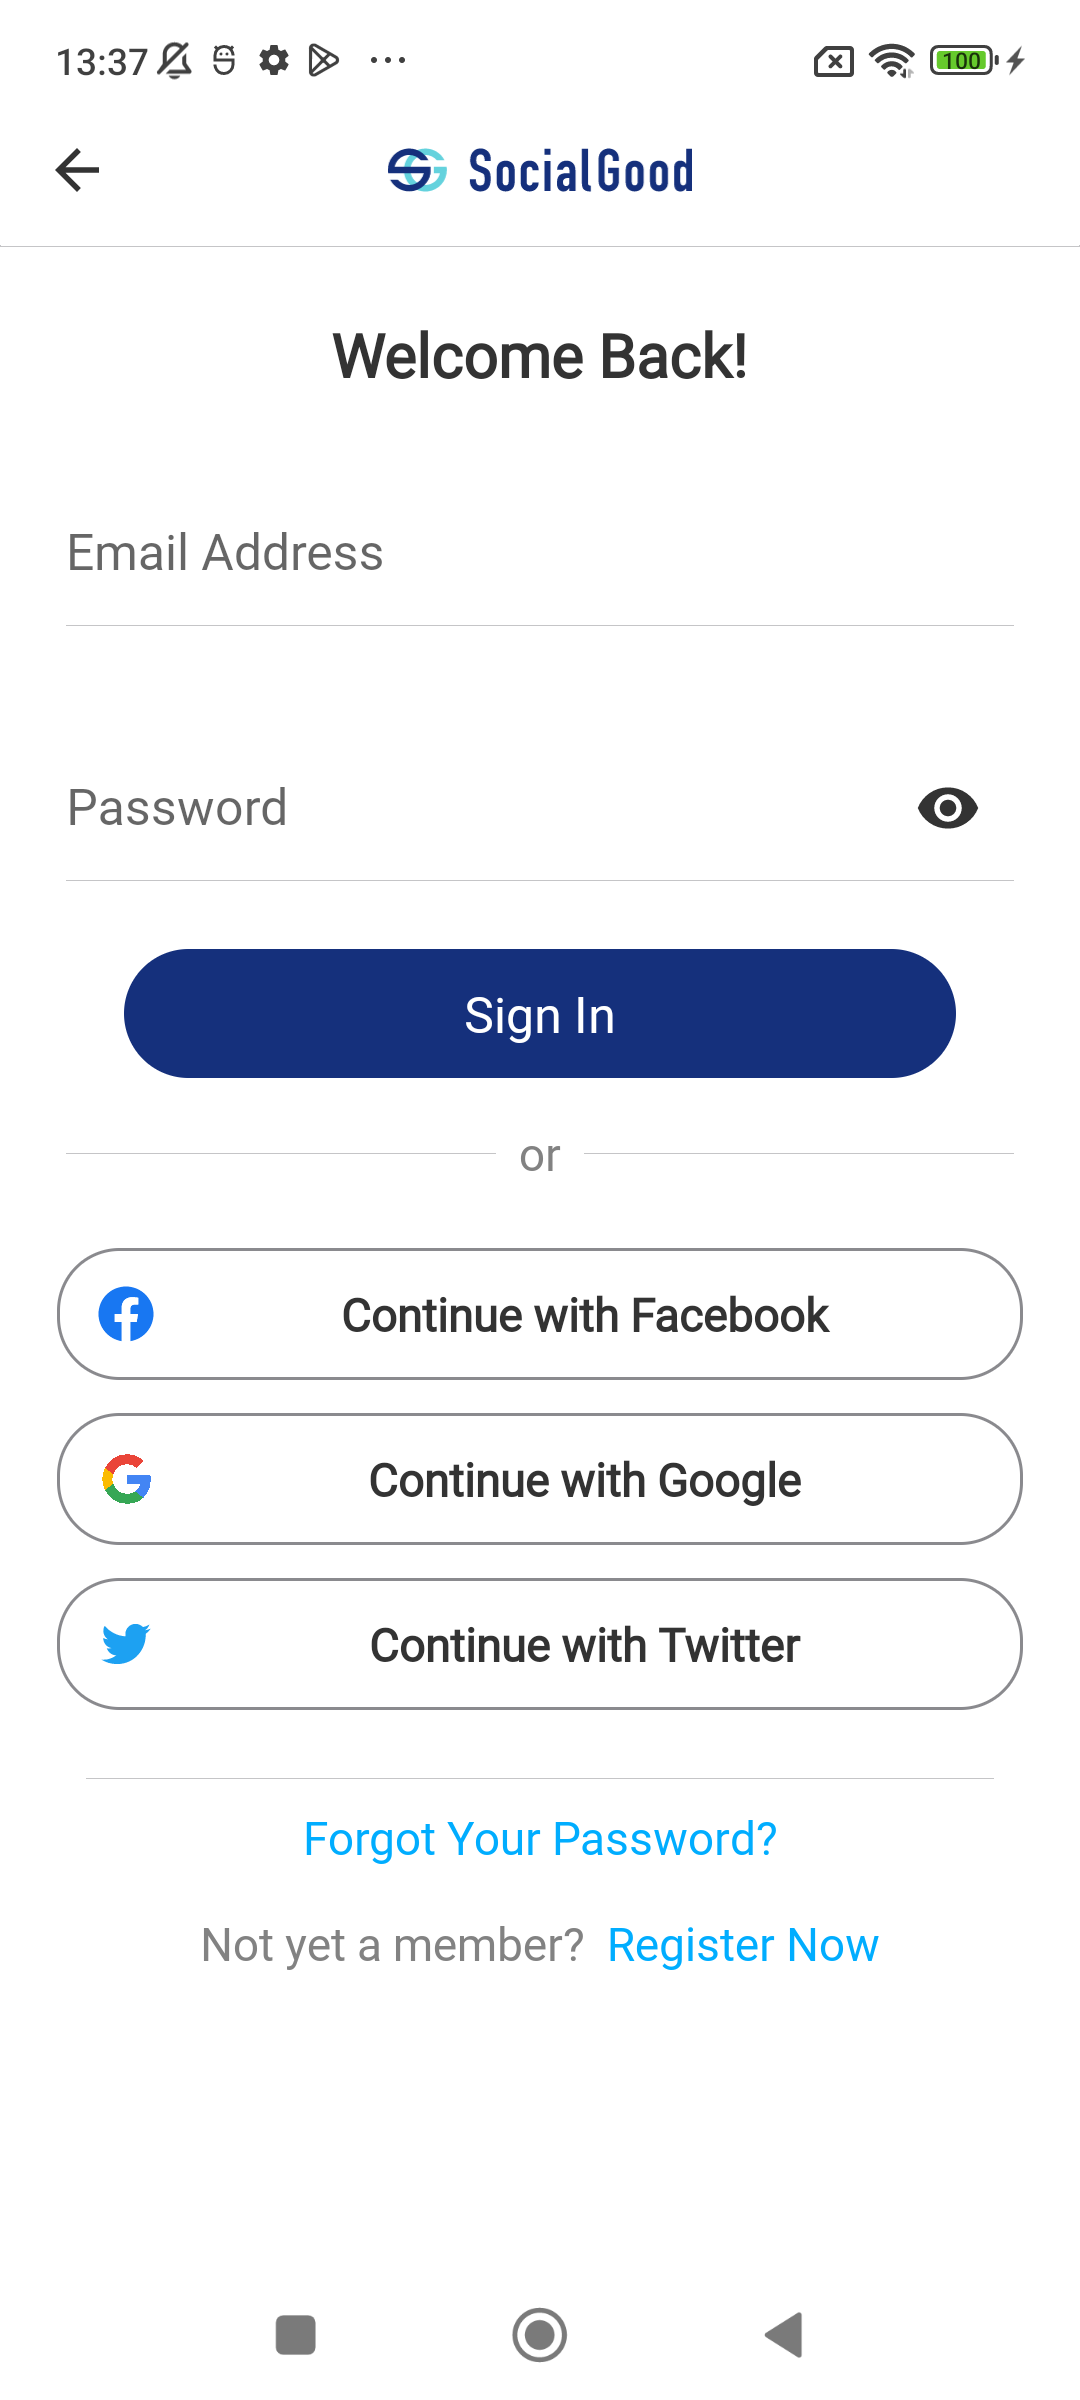 13:37
100
SocialGood
Welcome Back!
Email Address
Password
Sign In
or
Continue with Facebook
Continue with Google
Continue with Twitter
Forgot Your Password?
Not yet a member? Register Now